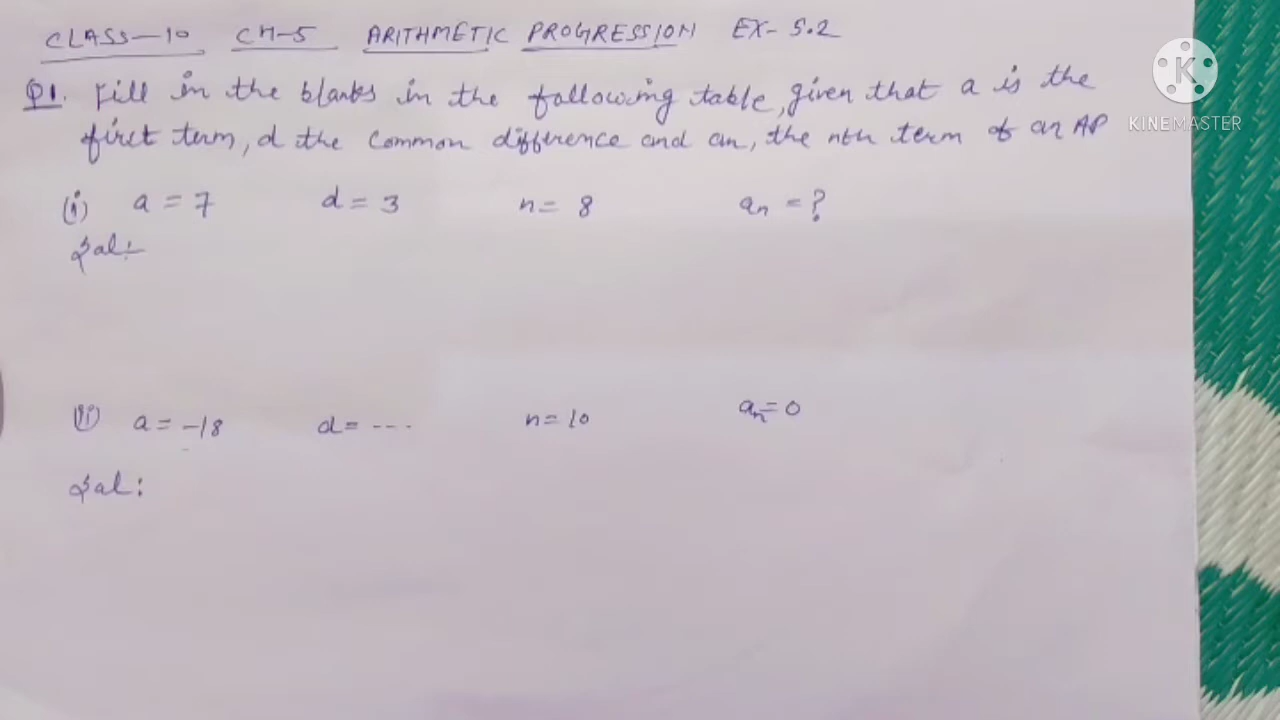 CLASS-10 CH-5 ARITHMETIC PROGRESSION EX-5.2
Q1. Fill in the blanks in the following table, given that a is the
first term, d the common difference and an, the nth term of an AP
(i) a = 7 d = 3 n = 8 an = ?
Sol:-
(ii) a = -18 d = --- n = 10 an = 0
Sol:
K
KINEMASTER